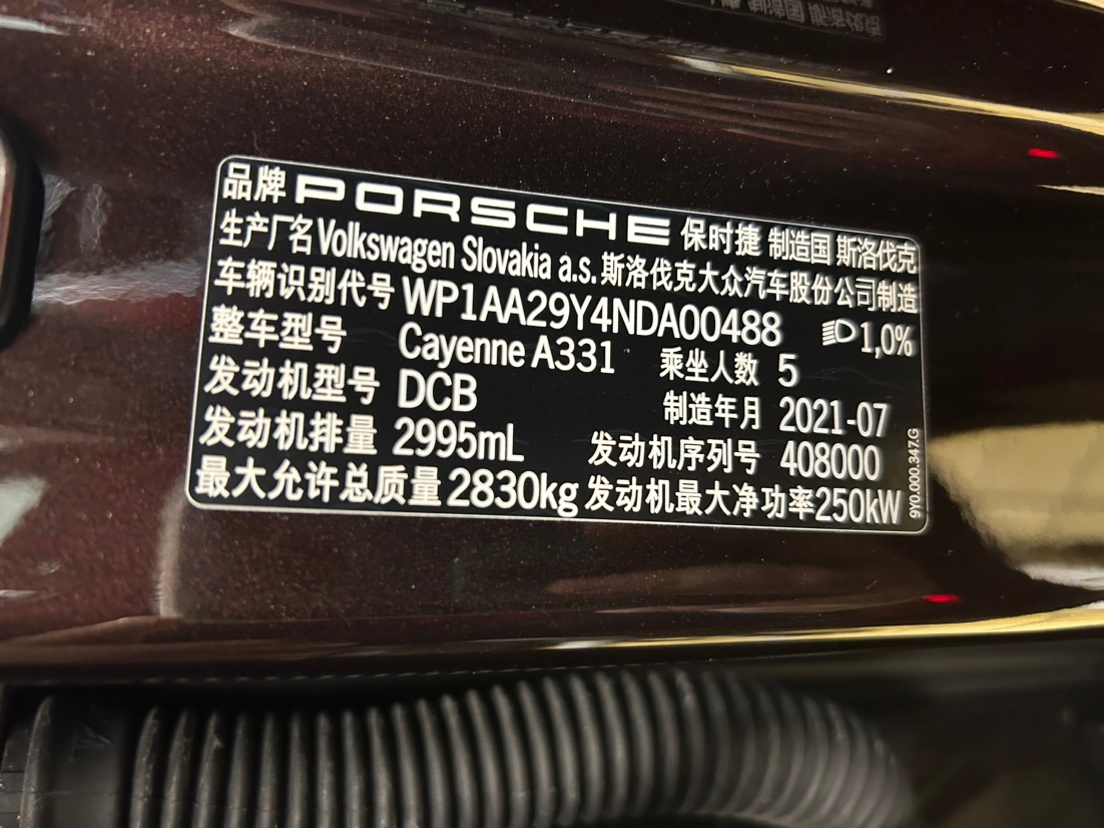 品牌 PORSCHE 保时捷 制造国 斯洛伐克
生产厂名 Volkswagen Slovakia a.s. 斯洛伐克大众汽车股份公司制造
车辆识别代号 WP1AA29Y4NDA00488 1,0%
整车型号 Cayenne A331 乘坐人数 5
发动机型号 DCB 制造年月 2021-07
发动机排量 2995mL 发动机序列号 408000
最大允许总质量 2830kg 发动机最大净功率 250kW
9Y0.000.347.G